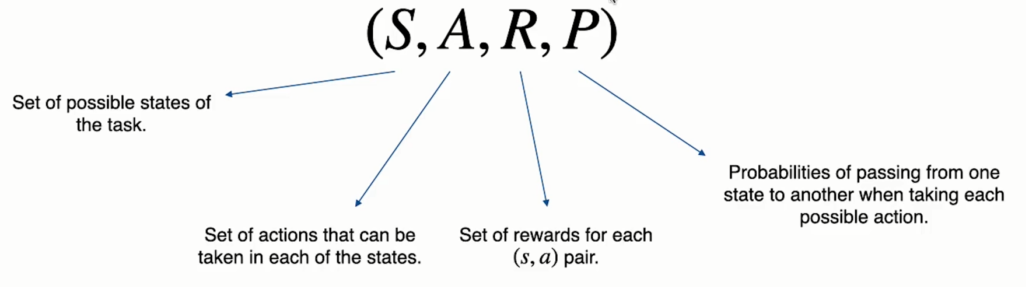 (S, A, R, P)
Set of possible states of
the task.
Set of actions that can be
taken in each of the states.
Set of rewards for each
(s, a) pair.
Probabilities of passing from one
state to another when taking each
possible action.